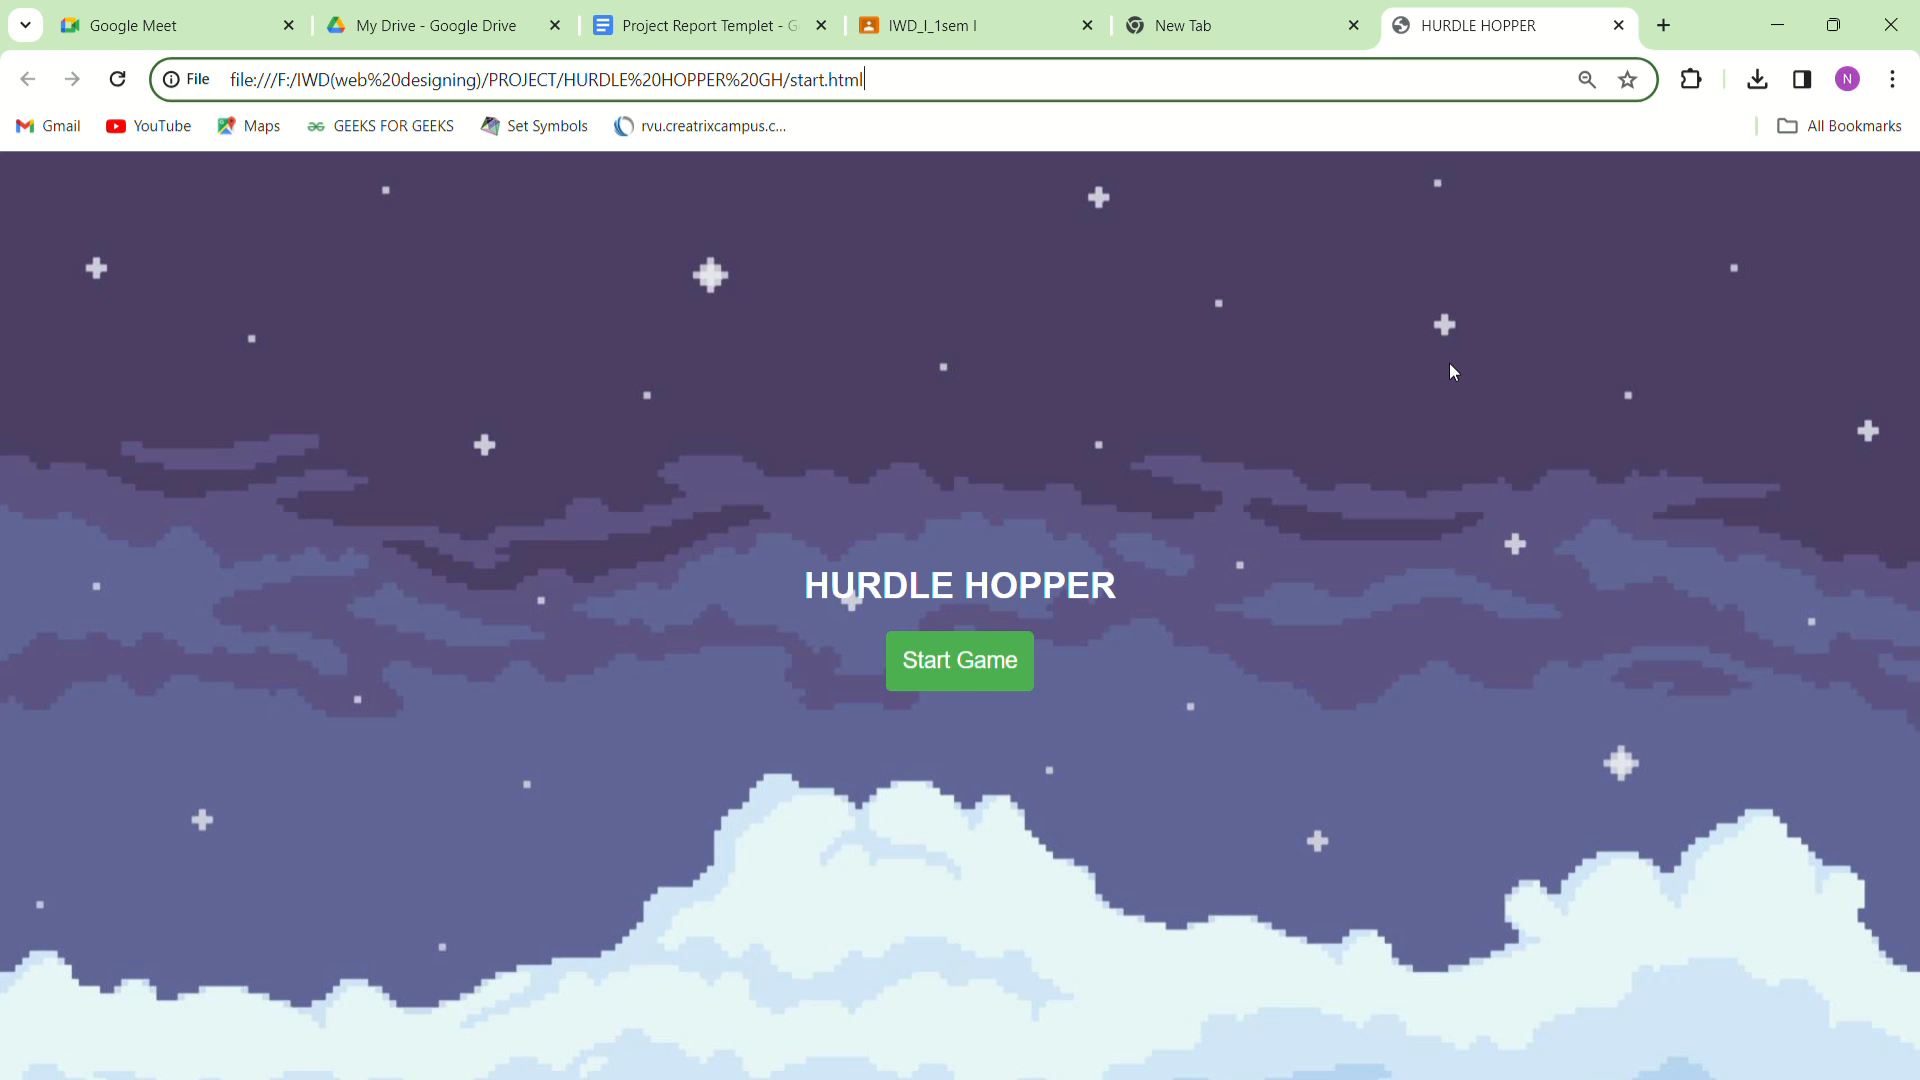 Google Meet
My Drive - Google Drive
Project Report Templet - G
IWD_I_1sem I
New Tab
HURDLE HOPPER
File
file:///F:/IWD(web%20designing)/PROJECT/HURDLE%20HOPPER%20GH/start.html
N
Gmail
YouTube
Maps
GEEKS FOR GEEKS
Set Symbols
rvu.creatrixcampus.c...
All Bookmarks
HURDLE HOPPER
Start Game